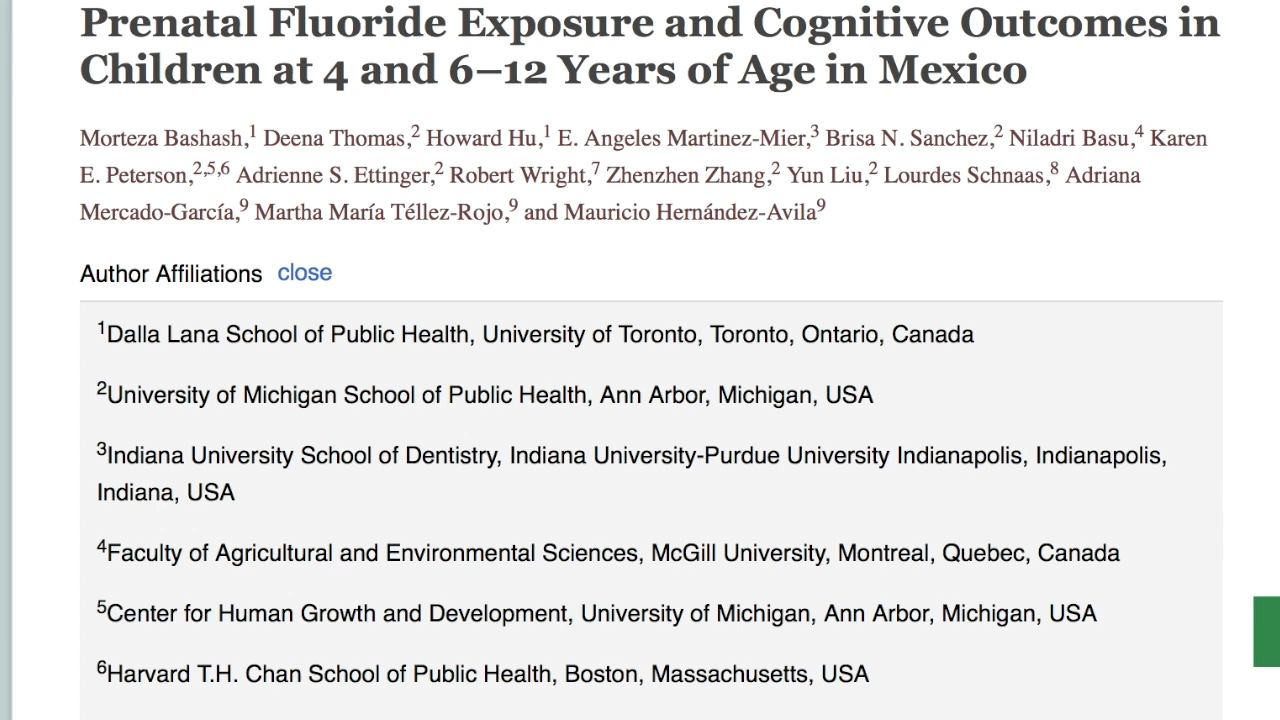 Prenatal Fluoride Exposure and Cognitive Outcomes in
Children at 4 and 6–12 Years of Age in Mexico
Morteza Bashash,1 Deena Thomas,2 Howard Hu,1 E. Angeles Martinez-Mier,3 Brisa N. Sanchez,2 Niladri Basu,4 Karen
E. Peterson,2,5,6 Adrienne S. Ettinger,2 Robert Wright,7 Zhenzhen Zhang,2 Yun Liu,2 Lourdes Schnaas,8 Adriana
Mercado-García,9 Martha María Téllez-Rojo,9 and Mauricio Hernández-Avila9
Author Affiliations close
1Dalla Lana School of Public Health, University of Toronto, Toronto, Ontario, Canada
2University of Michigan School of Public Health, Ann Arbor, Michigan, USA
3Indiana University School of Dentistry, Indiana University-Purdue University Indianapolis, Indianapolis,
Indiana, USA
4Faculty of Agricultural and Environmental Sciences, McGill University, Montreal, Quebec, Canada
5Center for Human Growth and Development, University of Michigan, Ann Arbor, Michigan, USA
6Harvard T.H. Chan School of Public Health, Boston, Massachusetts, USA